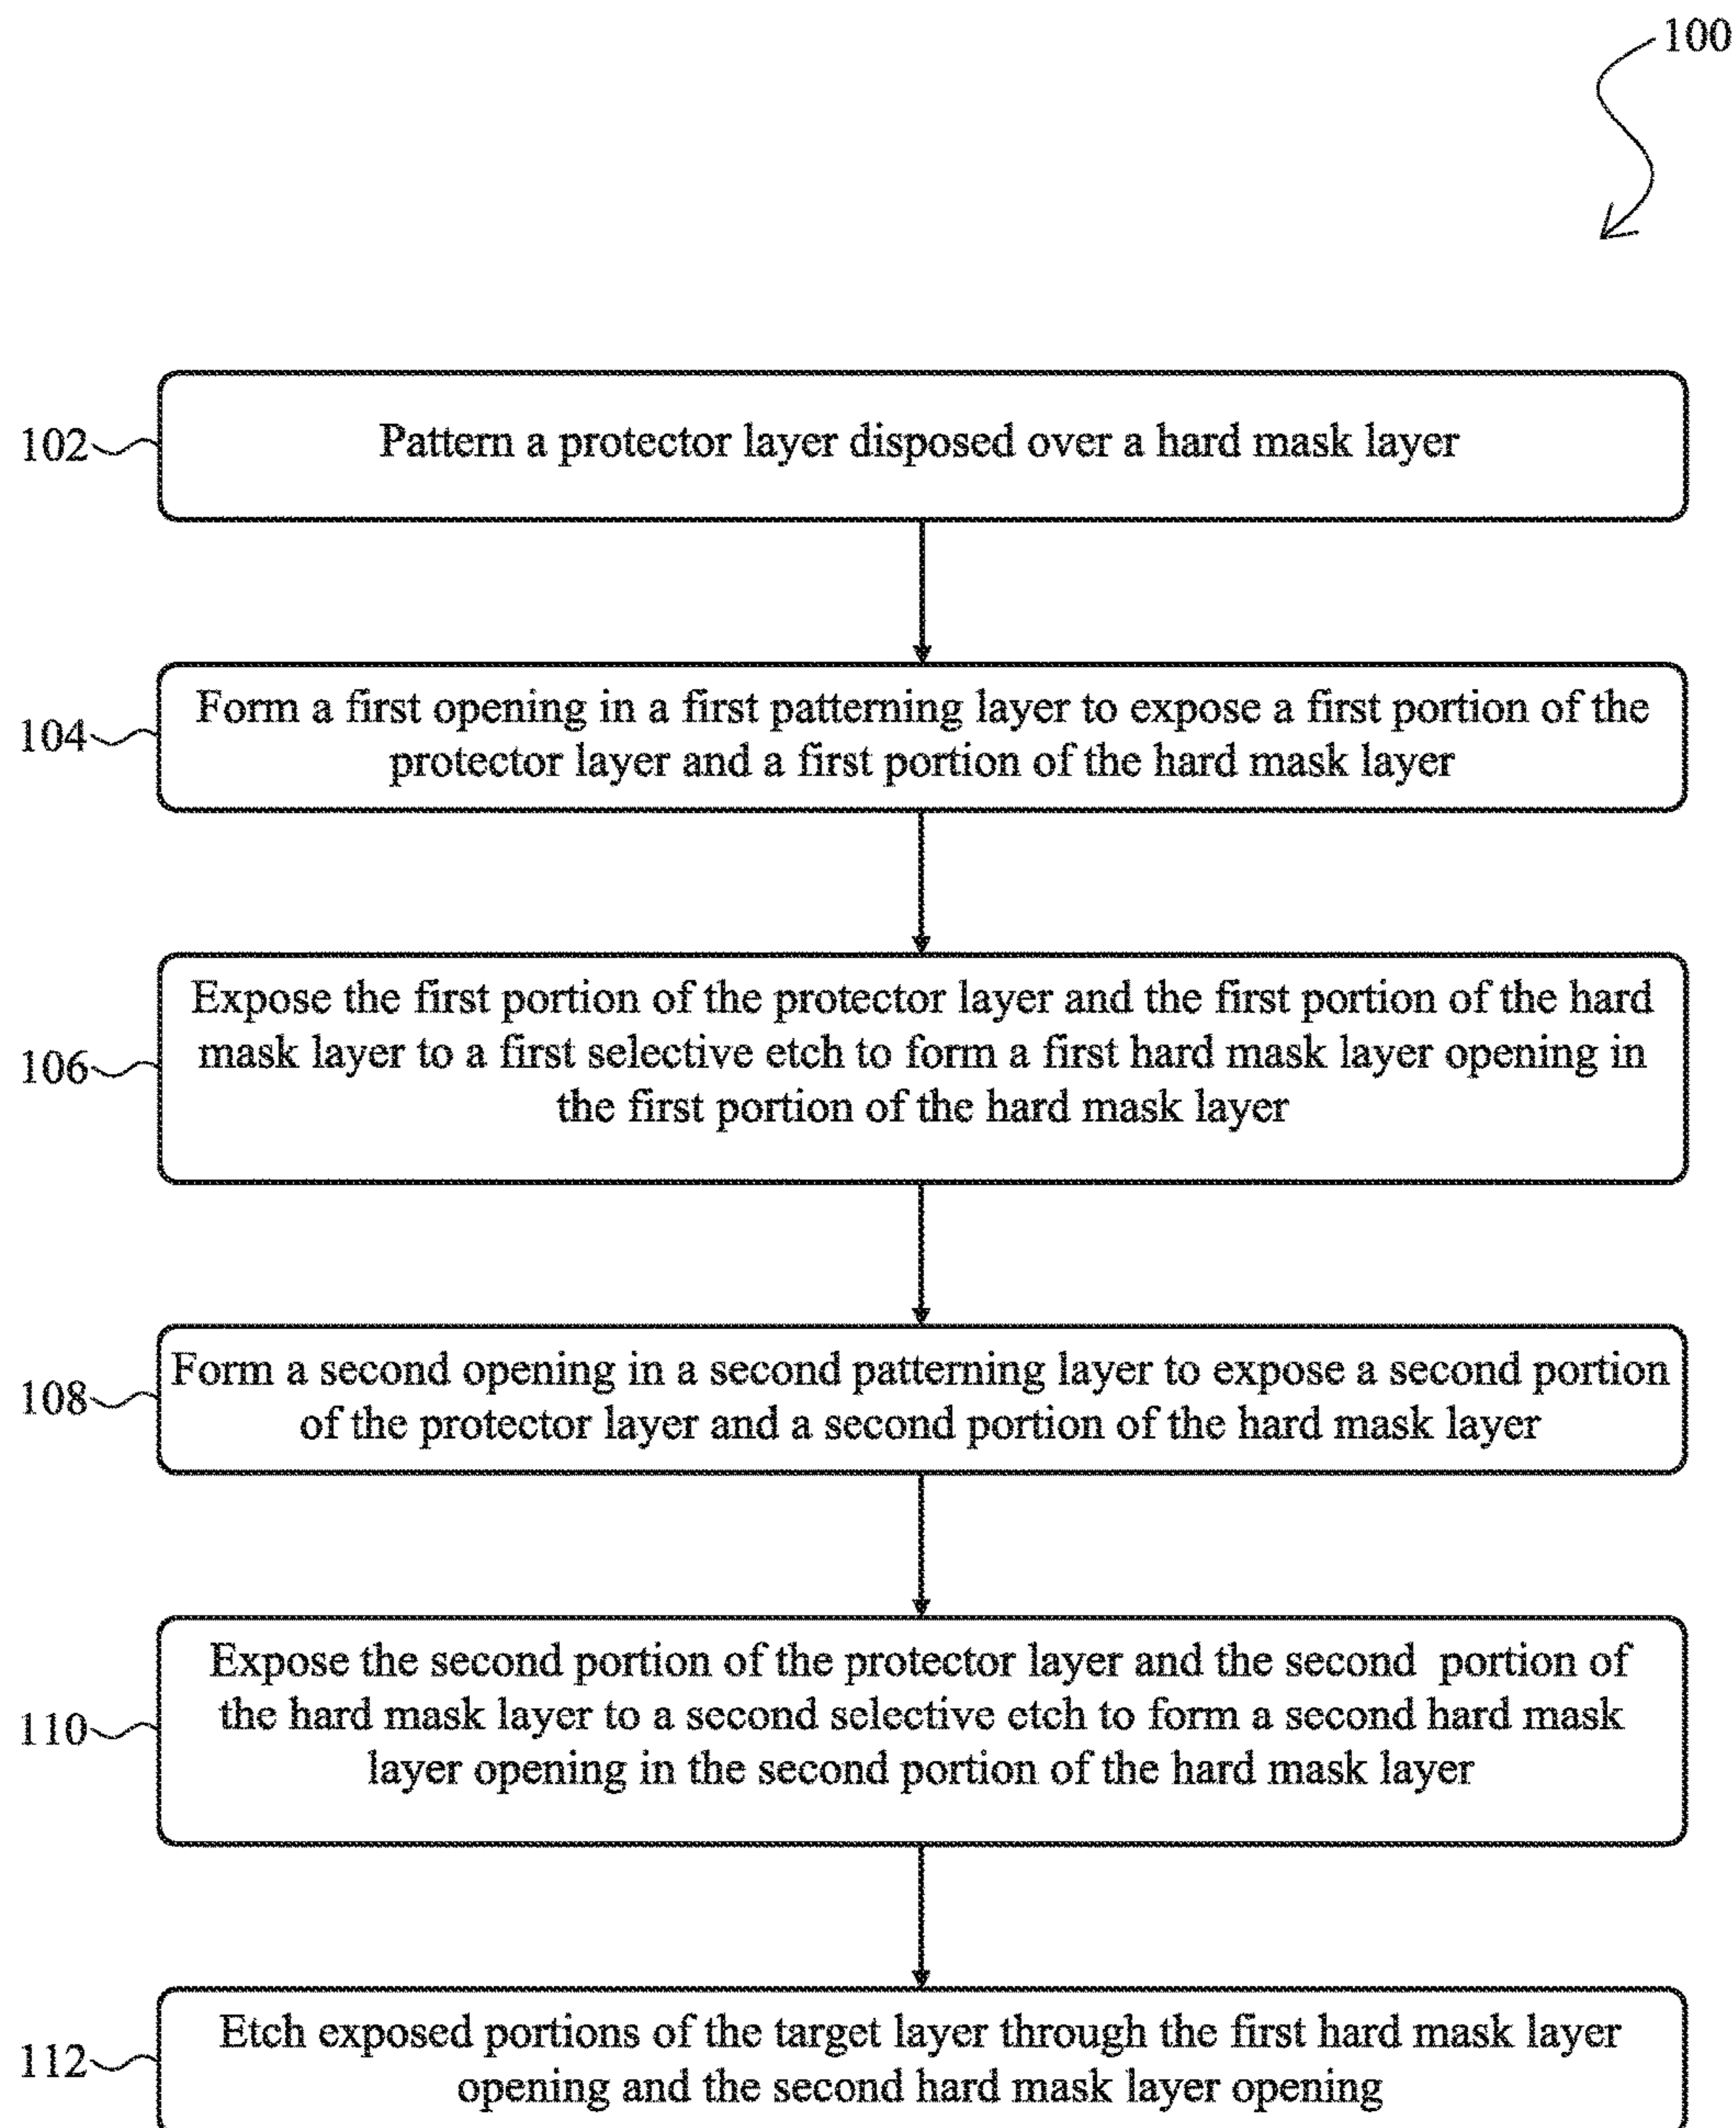 100
102
Pattern a protector layer disposed over a hard mask layer
104
Form a first opening in a first patterning layer to expose a first portion of the
protector layer and a first portion of the hard mask layer
106
Expose the first portion of the protector layer and the first portion of the hard
mask layer to a first selective etch to form a first hard mask layer opening in
the first portion of the hard mask layer
108
Form a second opening in a second patterning layer to expose a second portion
of the protector layer and a second portion of the hard mask layer
110
Expose the second portion of the protector layer and the second portion of
the hard mask layer to a second selective etch to form a second hard mask
layer opening in the second portion of the hard mask layer
112
Etch exposed portions of the target layer through the first hard mask layer
opening and the second hard mask layer opening